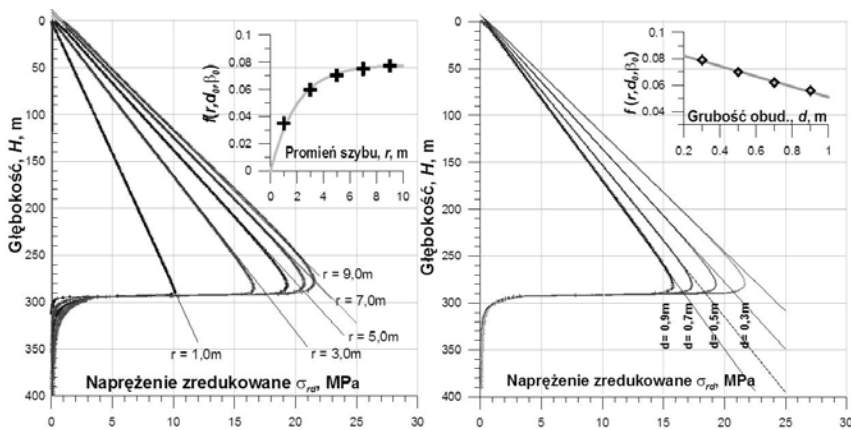 0
50
100
150
200
250
300
350
400
Głębokość, H, m
0.1
0.08
0.06
0.04
0.02
0
f(r,d₀,β₀)
Promień szybu, r, m
0 2 4 6 8 10
r = 9,0m
r = 7,0m
r = 5,0m
r = 3,0m
r = 1,0m
Naprężenie zredukowane σrd, MPa
0 5 10 15 20 25 30
0
50
100
150
200
250
300
350
400
Głębokość, H, m
0.1
0.08
0.06
0.04
f (r,d₀,β₀)
Grubość obud., d, m
0.2 0.4 0.6 0.8 1
d= 0,9m
d= 0,7m
d= 0,5m
d= 0,3m
Naprężenie zredukowane σrd, MPa
0 5 10 15 20 25 30